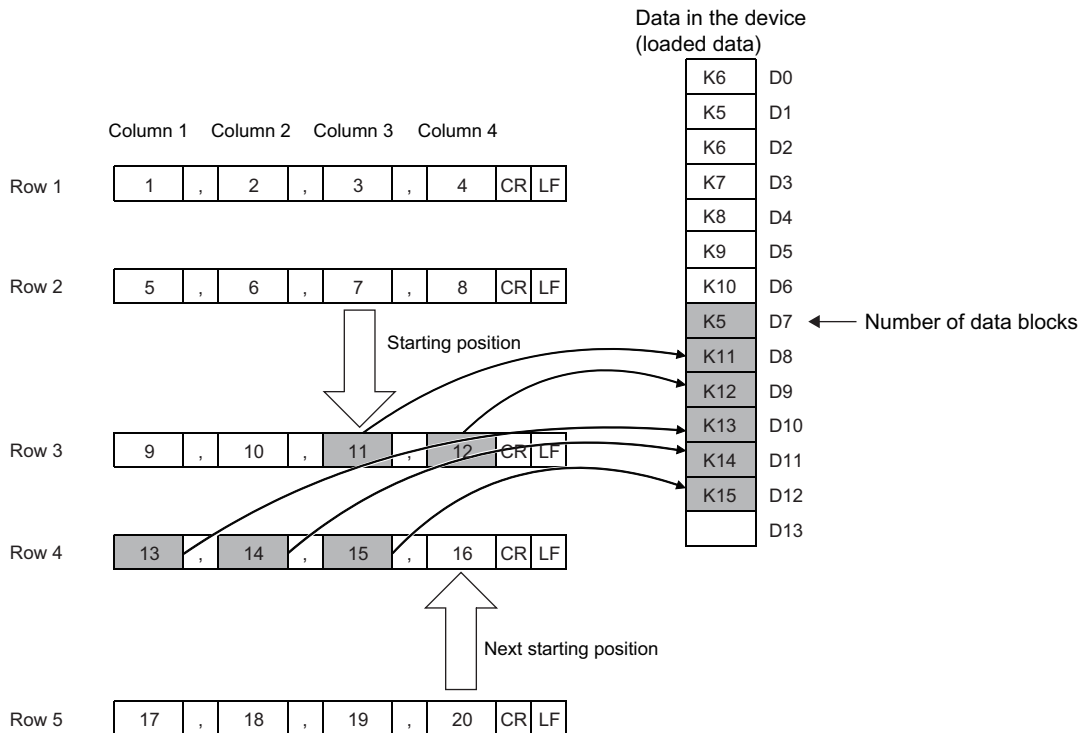 Data in the device
(loaded data)
K6 D0
K5 D1
Column 1 Column 2 Column 3 Column 4
K6 D2
Row 1 1 , 2 , 3 , 4 CR LF
K7 D3
K8 D4
K9 D5
Row 2 5 , 6 , 7 , 8 CR LF
K10 D6
K5 D7 Number of data blocks
Starting position
K11 D8
K12 D9
K13 D10
Row 3 9 , 10 , 11 , 12 CR LF
K14 D11
K15 D12
D13
Row 4 13 , 14 , 15 , 16 CR LF
Next starting position
Row 5 17 , 18 , 19 , 20 CR LF